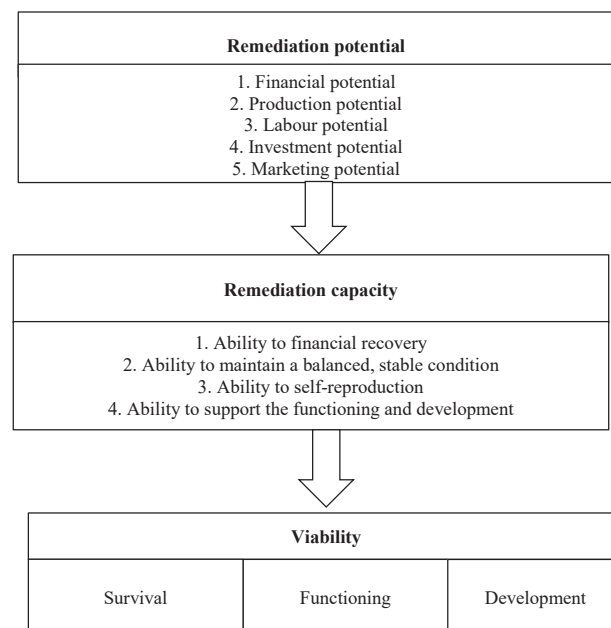 Remediation potential
1. Financial potential
2. Production potential
3. Labour potential
4. Investment potential
5. Marketing potential
Remediation capacity
1. Ability to financial recovery
2. Ability to maintain a balanced, stable condition
3. Ability to self-reproduction
4. Ability to support the functioning and development
Viability
Survival
Functioning
Development